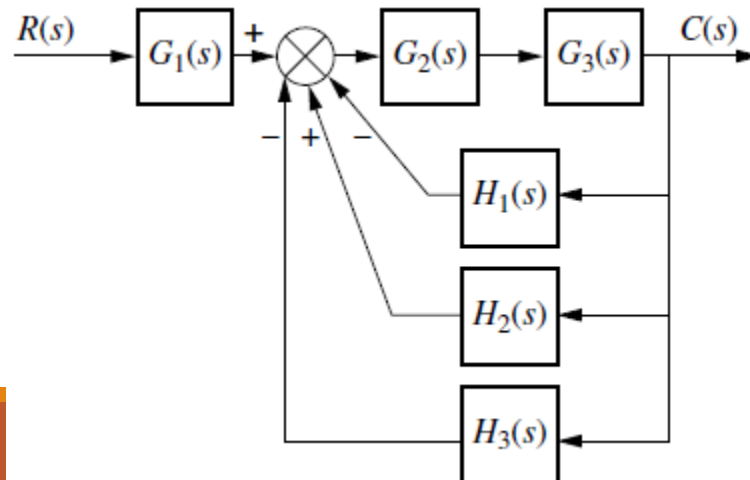 R(s)
G₁(s)
+
G₂(s)
G₃(s)
C(s)
− + −
H₁(s)
H₂(s)
H₃(s)